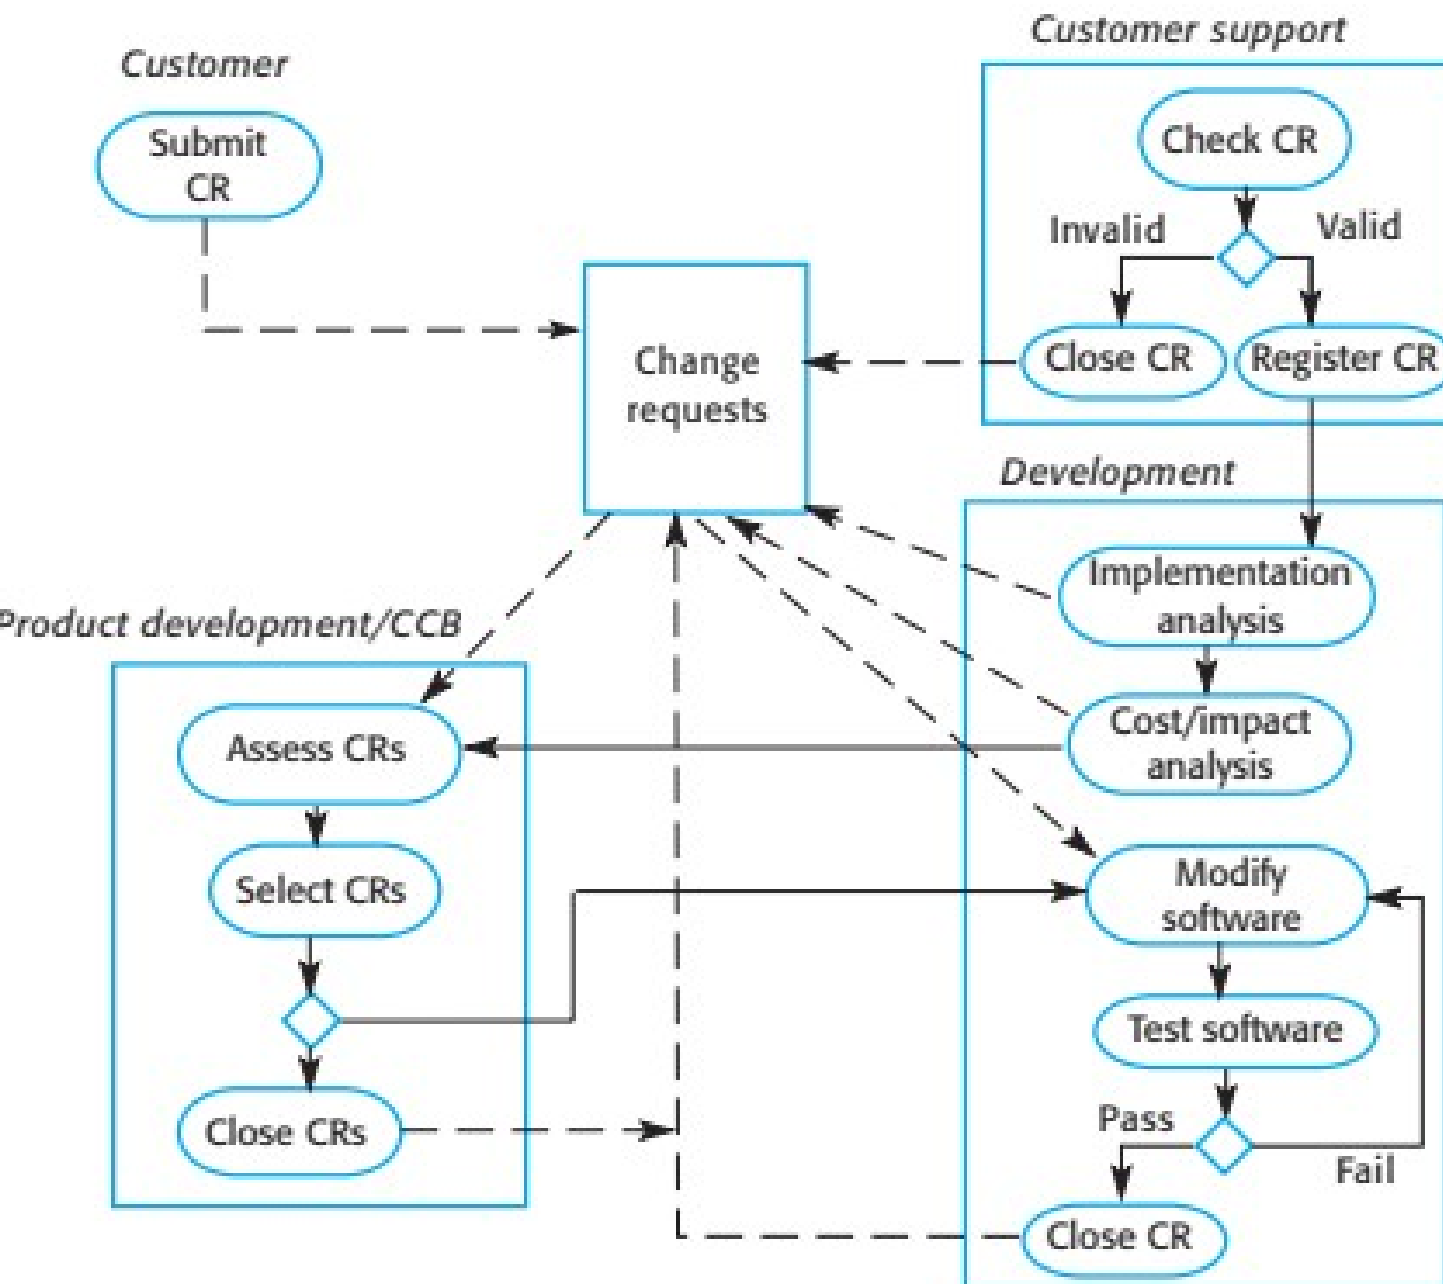 Customer
Submit
CR
Customer support
Check CR
Invalid
Valid
Close CR
Register CR
Change
requests
Development
Implementation
analysis
Cost/impact
analysis
Modify
software
Test software
Pass
Fail
Close CR
Product development/CCB
Assess CRs
Select CRs
Close CRs